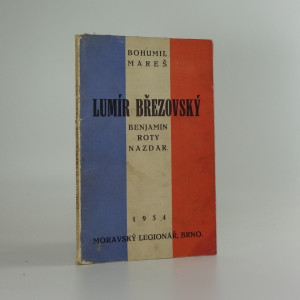 BOHUMIL
MAREŠ
LUMÍR BŘEZOVSKÝ
BENJAMIN
ROTY
NAZDAR.
1934
MORAVSKÝ LEGIONÁŘ, BRNO.